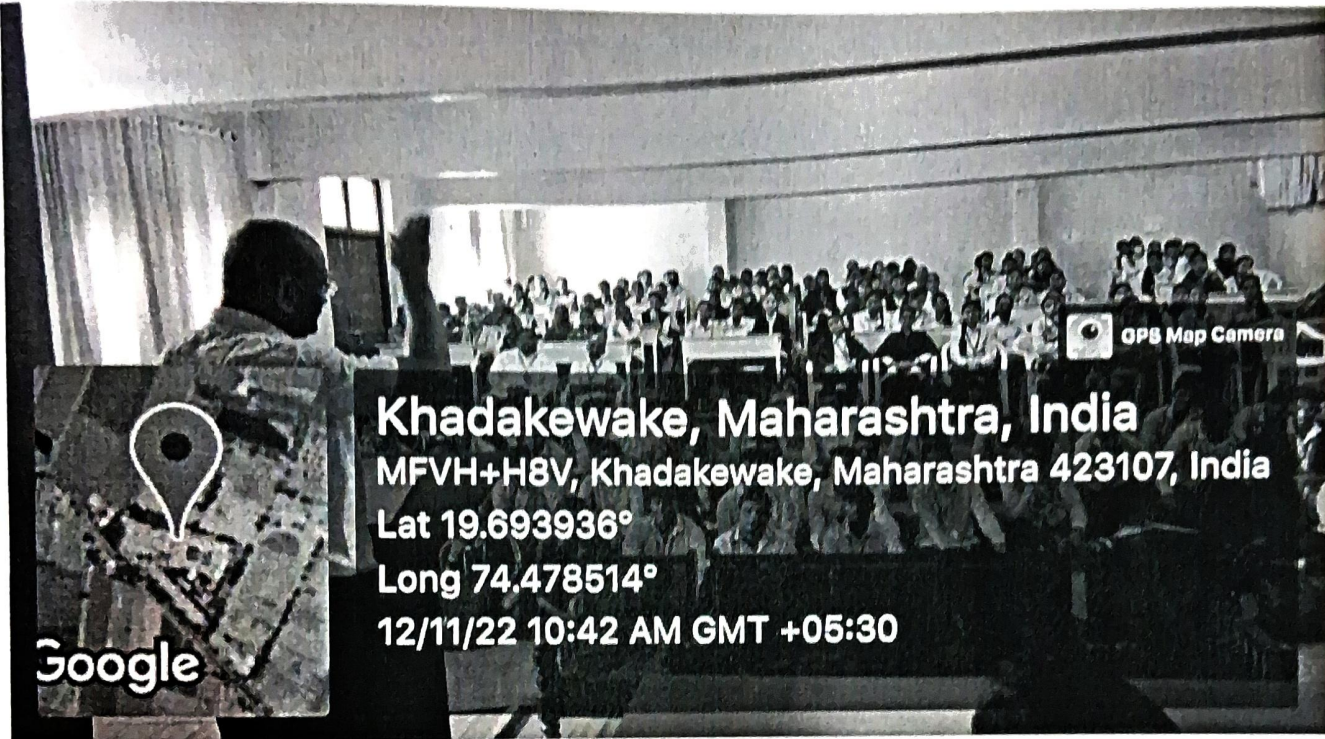 GPS Map Camera
Khadakewake, Maharashtra, India
MFVH+H8V, Khadakewake, Maharashtra 423107, India
Lat 19.693936°
Long 74.478514°
12/11/22 10:42 AM GMT +05:30
Google